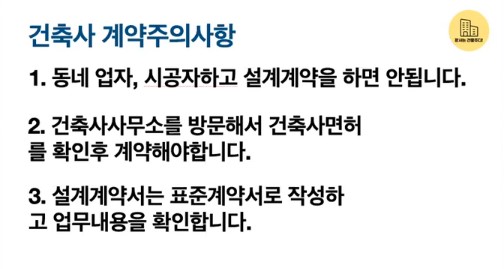 건축사 계약주의사항
1. 동네 업자, 시공자하고 설계계약을 하면 안됩니다.
2. 건축사사무소를 방문해서 건축사면허
를 확인후 계약해야합니다.
3. 설계계약서는 표준계약서로 작성하
고 업무내용을 확인합니다.